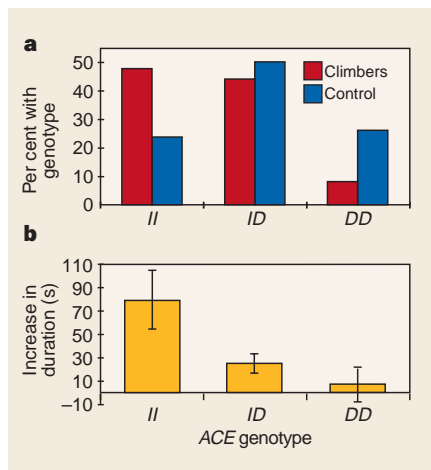 a
Per cent with
genotype
50
40
30
20
10
0
Climbers
Control
II
ID
DD
b
Increase in
duration (s)
110
90
70
50
30
10
–10
II
ID
DD
ACE genotype